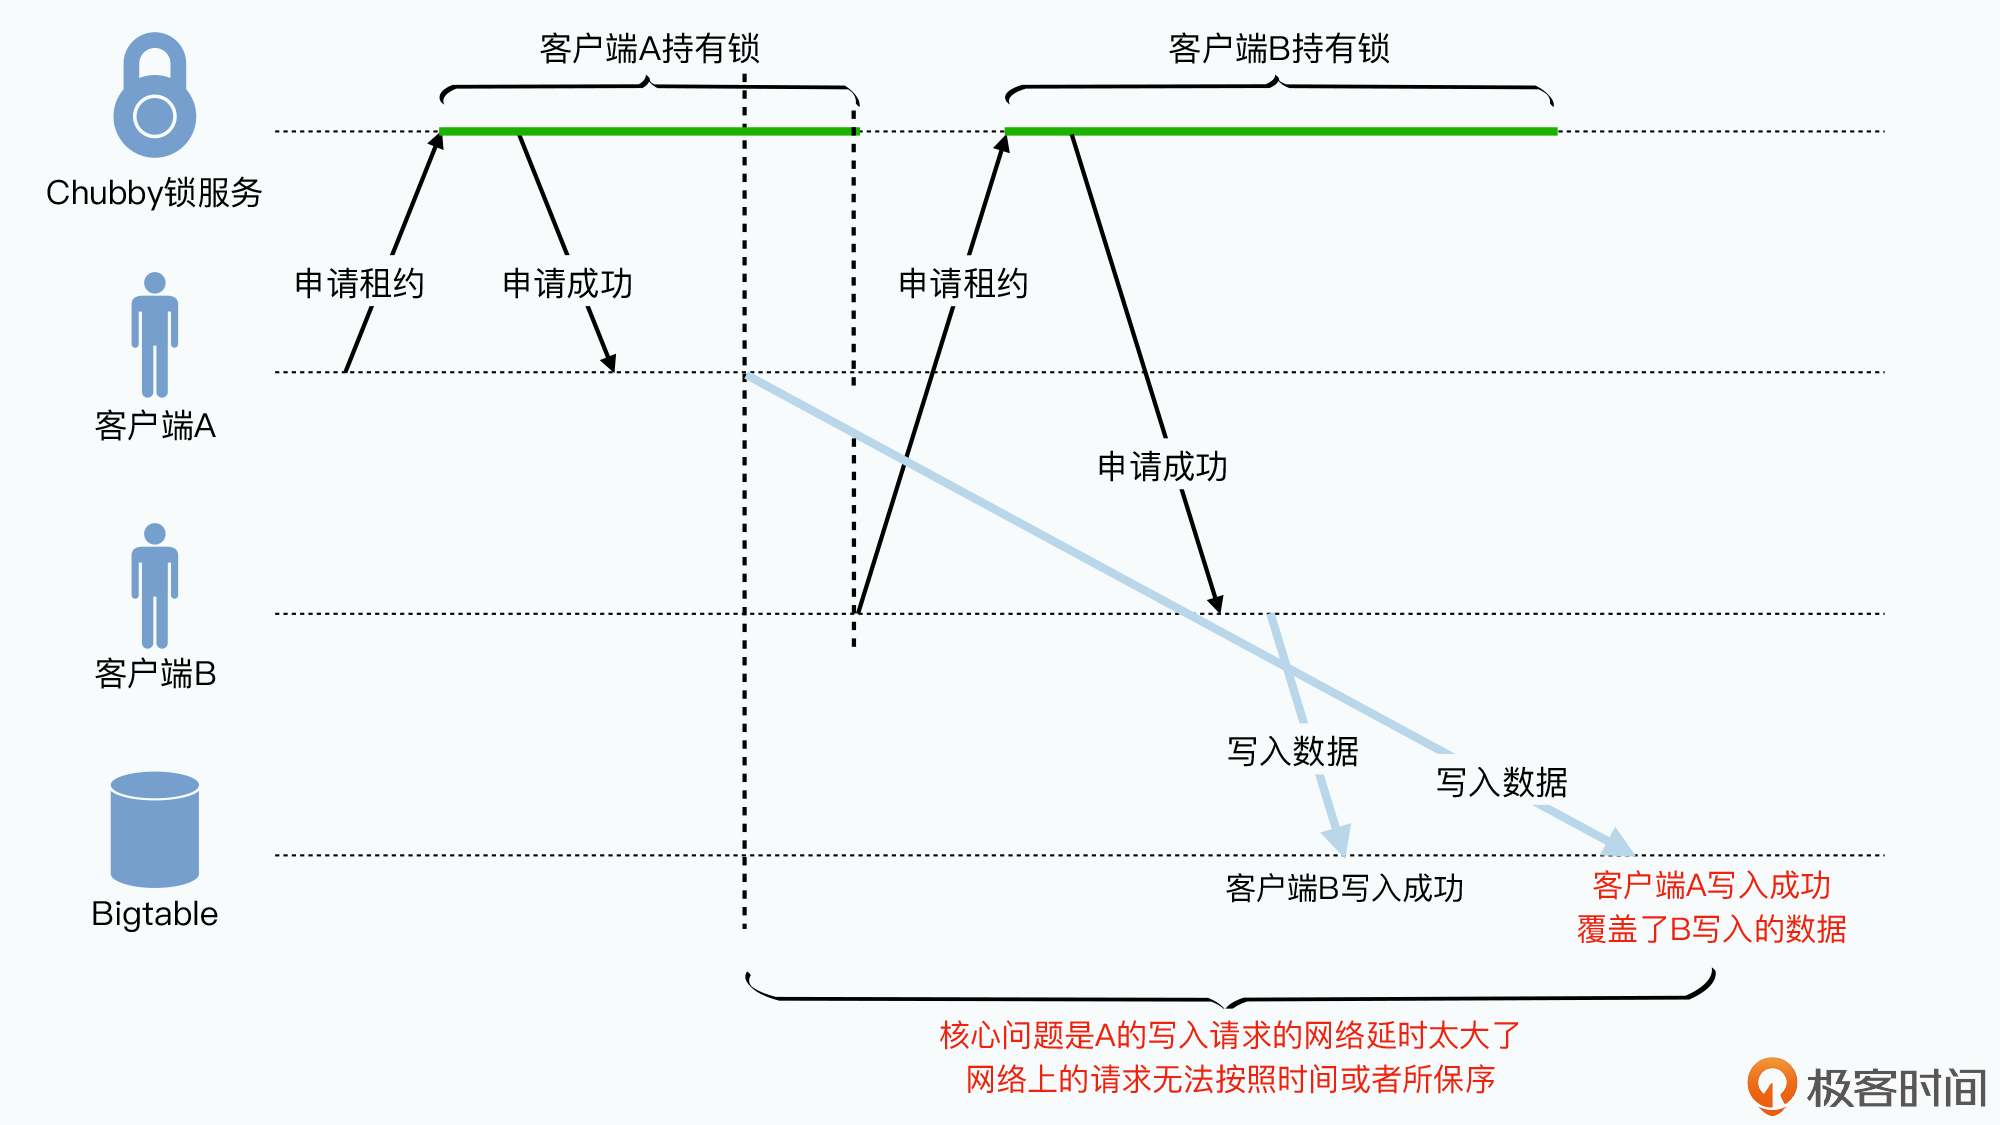 客户端A持有锁
客户端B持有锁
Chubby锁服务
申请租约
申请成功
申请租约
客户端A
申请成功
客户端B
写入数据
写入数据
Bigtable
客户端B写入成功
客户端A写入成功
覆盖了B写入的数据
核心问题是A的写入请求的网络延时太大了
网络上的请求无法按照时间或者所保序
极客时间